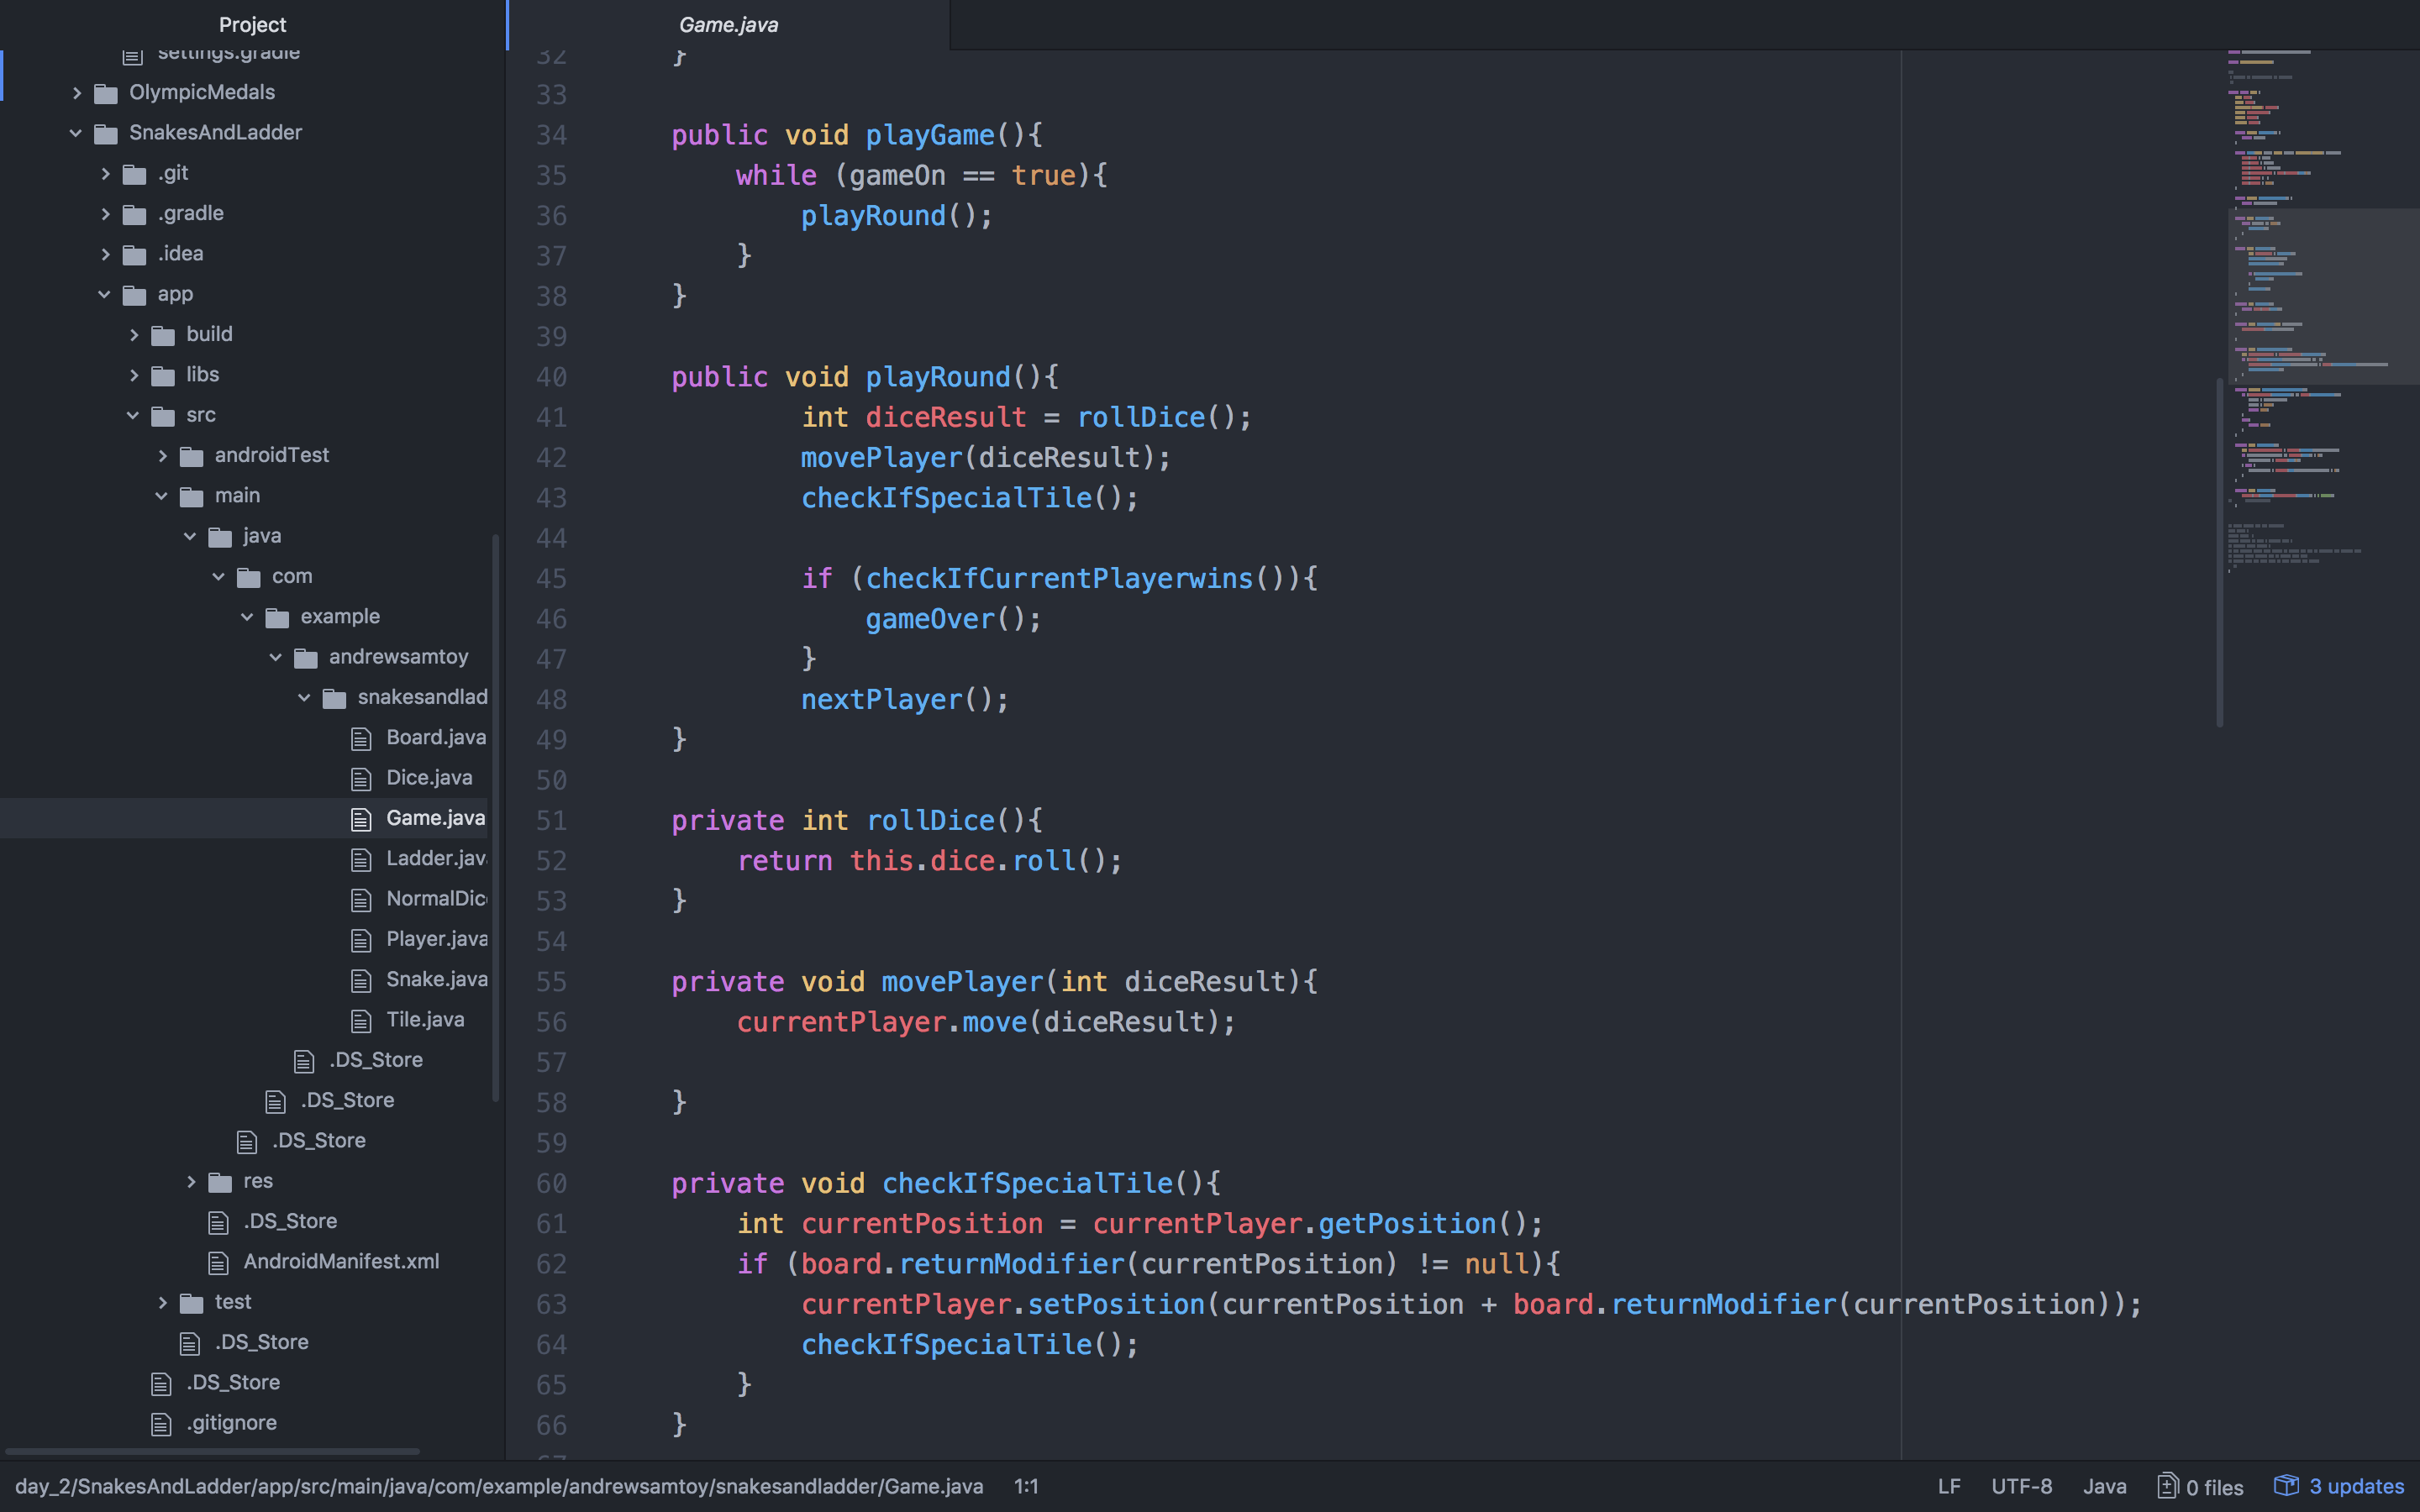 Project
settings.gradle
OlympicMedals
SnakesAndLadder
.git
.gradle
.idea
app
build
libs
src
androidTest
main
java
com
example
andrewsamtoy
snakesandlad
Board.java
Dice.java
Game.java
Ladder.jav
NormalDic
Player.java
Snake.java
Tile.java
.DS_Store
.DS_Store
.DS_Store
res
.DS_Store
AndroidManifest.xml
test
.DS_Store
.DS_Store
.gitignore
Game.java
32 }
33
34 public void playGame(){
35 while (gameOn == true){
36 playRound();
37 }
38 }
39
40 public void playRound(){
41 int diceResult = rollDice();
42 movePlayer(diceResult);
43 checkIfSpecialTile();
44
45 if (checkIfCurrentPlayerwins()){
46 gameOver();
47 }
48 nextPlayer();
49 }
50
51 private int rollDice(){
52 return this.dice.roll();
53 }
54
55 private void movePlayer(int diceResult){
56 currentPlayer.move(diceResult);
57
58 }
59
60 private void checkIfSpecialTile(){
61 int currentPosition = currentPlayer.getPosition();
62 if (board.returnModifier(currentPosition) != null){
63 currentPlayer.setPosition(currentPosition + board.returnModifier(currentPosition));
64 checkIfSpecialTile();
65 }
66 }
day_2/SnakesAndLadder/app/src/main/java/com/example/andrewsamtoy/snakesandladder/Game.java 1:1
LF UTF-8 Java 0 files 3 updates